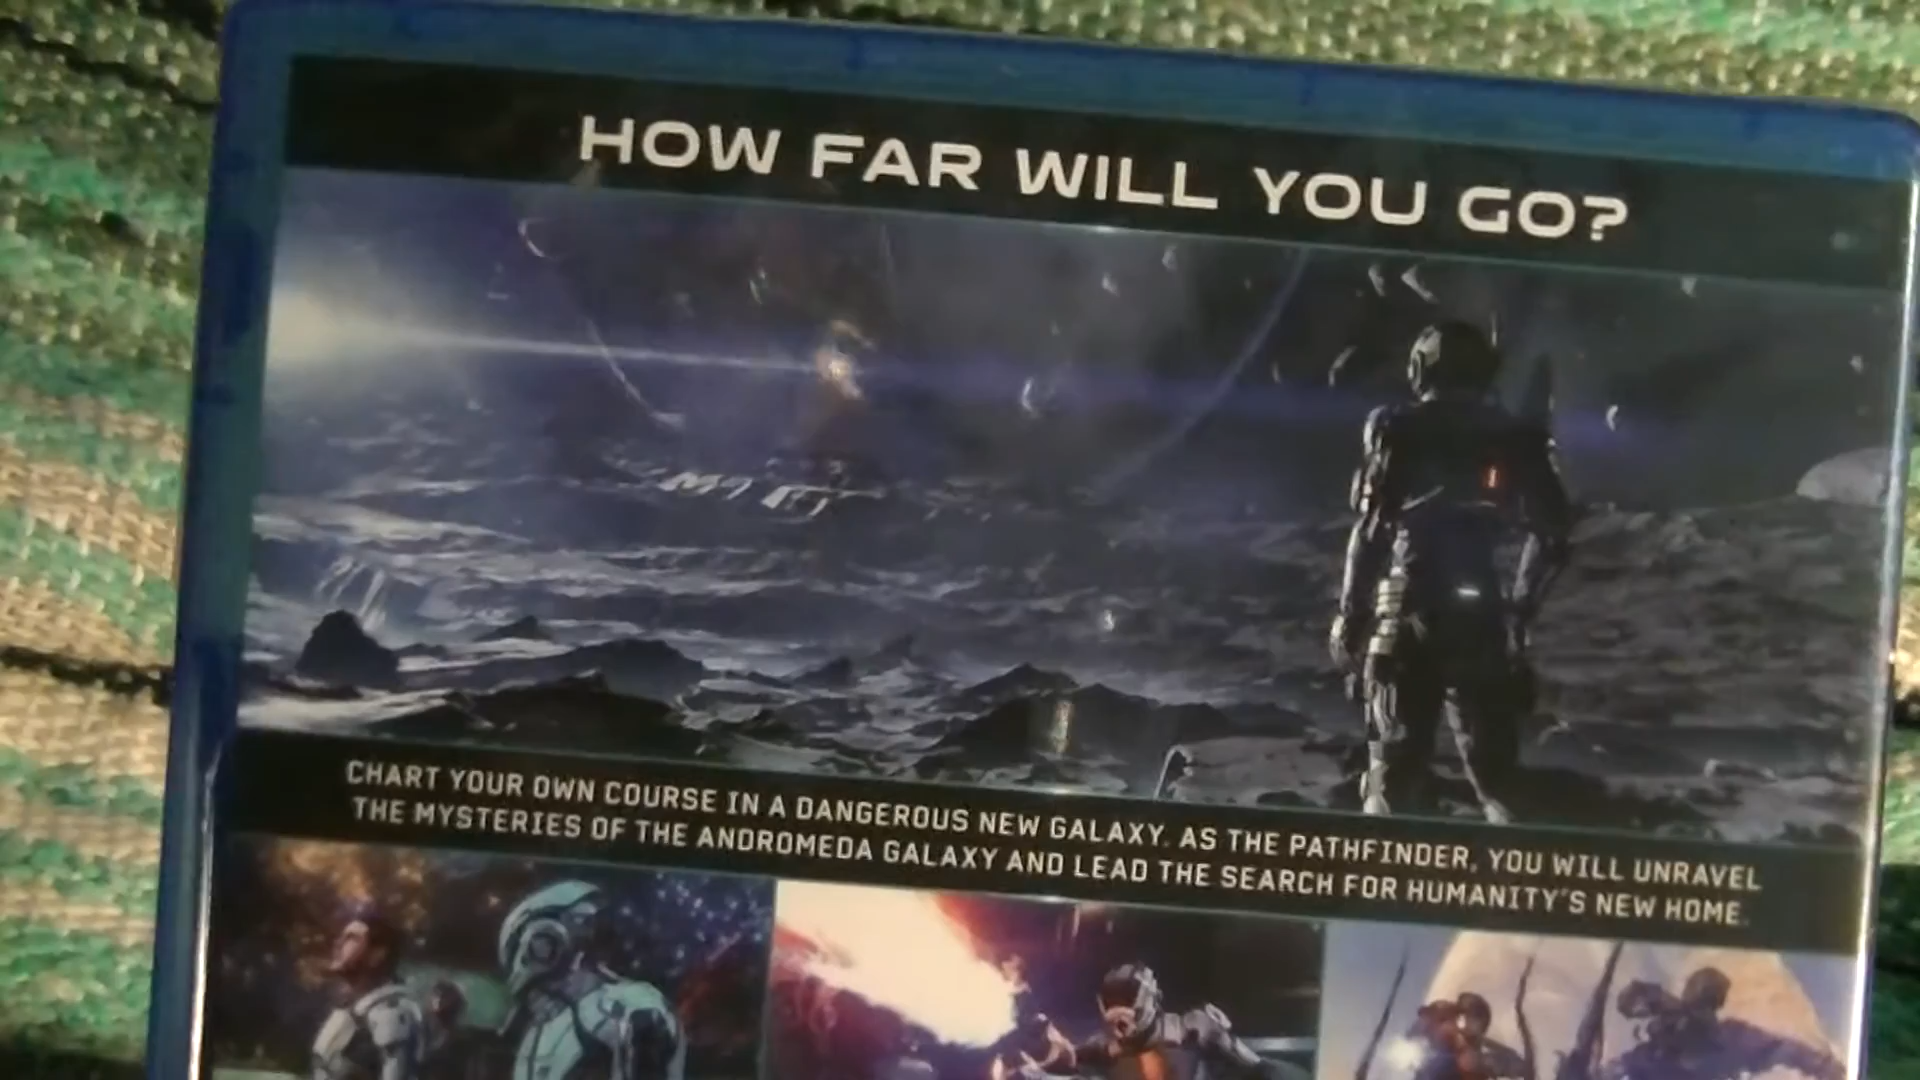 HOW FAR WILL YOU GO?
CHART YOUR OWN COURSE IN A DANGEROUS NEW GALAXY. AS THE PATHFINDER, YOU WILL UNRAVEL
THE MYSTERIES OF THE ANDROMEDA GALAXY AND LEAD THE SEARCH FOR HUMANITY'S NEW HOME.